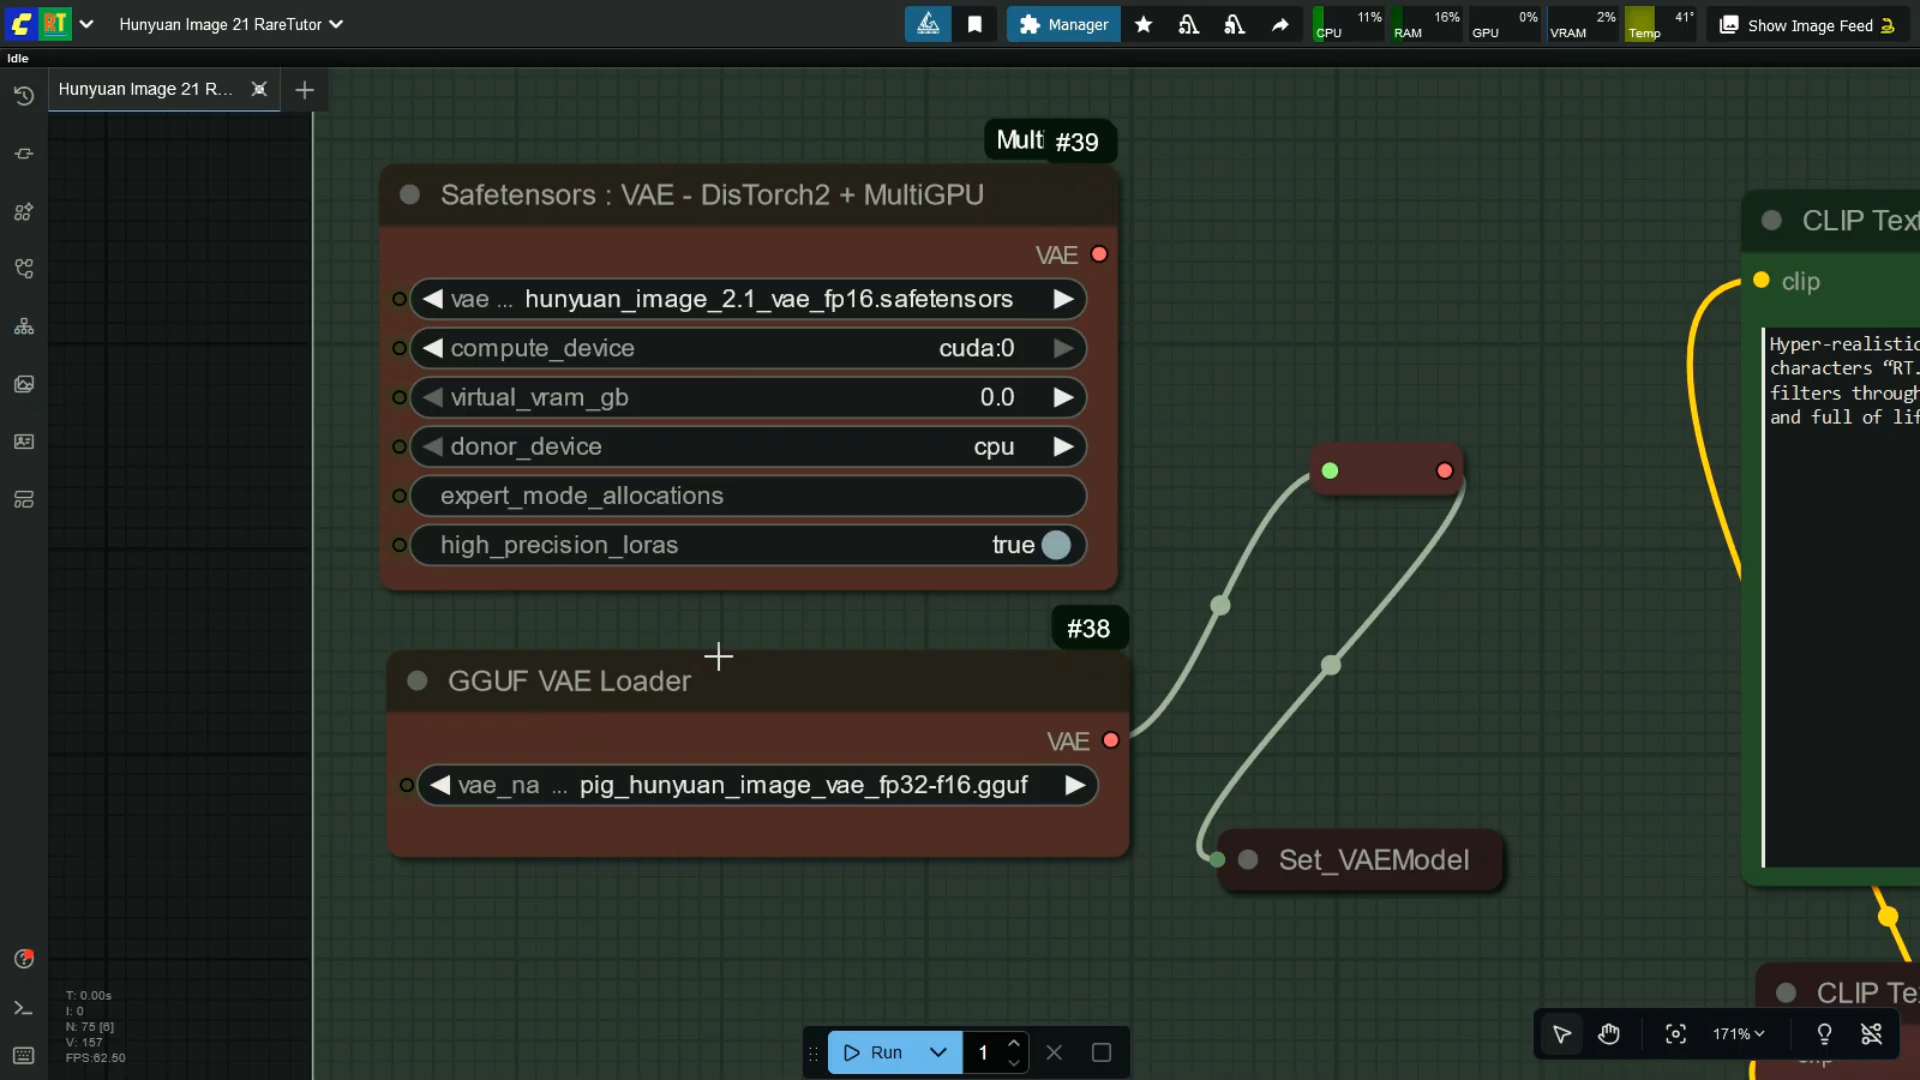 RT
Hunyuan Image 21 RareTutor
Manager
11%
CPU
16%
RAM
0%
GPU
2%
VRAM
41°
Temp
Show Image Feed
Idle
Hunyuan Image 21 R...
Multi
#39
Safetensors : VAE - DisTorch2 + MultiGPU
VAE
vae ... hunyuan_image_2.1_vae_fp16.safetensors
compute_device cuda:0
virtual_vram_gb 0.0
donor_device cpu
expert_mode_allocations
high_precision_loras true
#38
GGUF VAE Loader
VAE
vae_na ... pig_hunyuan_image_vae_fp32-f16.gguf
Set_VAEModel
CLIP Text
clip
Hyper-realistic
characters “RT.
filters through
and full of lif
CLIP Te
clip
T: 0.00s
I: 0
N: 75 [6]
V: 157
FPS:62.50
Run
1
171%